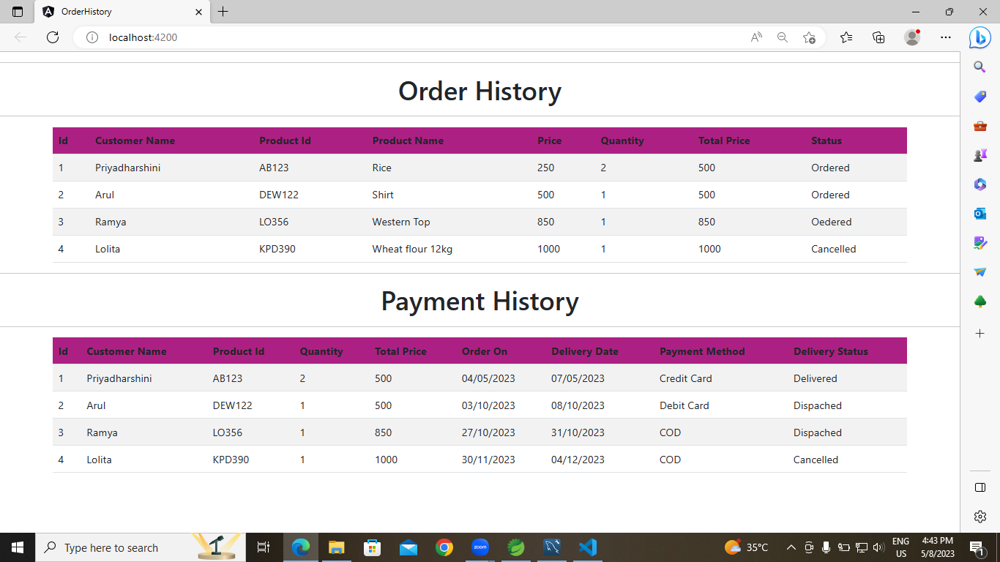 OrderHistory
localhost:4200
Order History
Id Customer Name Product Id Product Name Price Quantity Total Price Status
1 Priyadharshini AB123 Rice 250 2 500 Ordered
2 Arul DEW122 Shirt 500 1 500 Ordered
3 Ramya LO356 Western Top 850 1 850 Oedered
4 Lolita KPD390 Wheat flour 12kg 1000 1 1000 Cancelled
Payment History
Id Customer Name Product Id Quantity Total Price Order On Delivery Date Payment Method Delivery Status
1 Priyadharshini AB123 2 500 04/05/2023 07/05/2023 Credit Card Delivered
2 Arul DEW122 1 500 03/10/2023 08/10/2023 Debit Card Dispached
3 Ramya LO356 1 850 27/10/2023 31/10/2023 COD Dispached
4 Lolita KPD390 1 1000 30/11/2023 04/12/2023 COD Cancelled
Type here to search
zoom
35°C
ENG
US
4:43 PM
5/8/2023
1